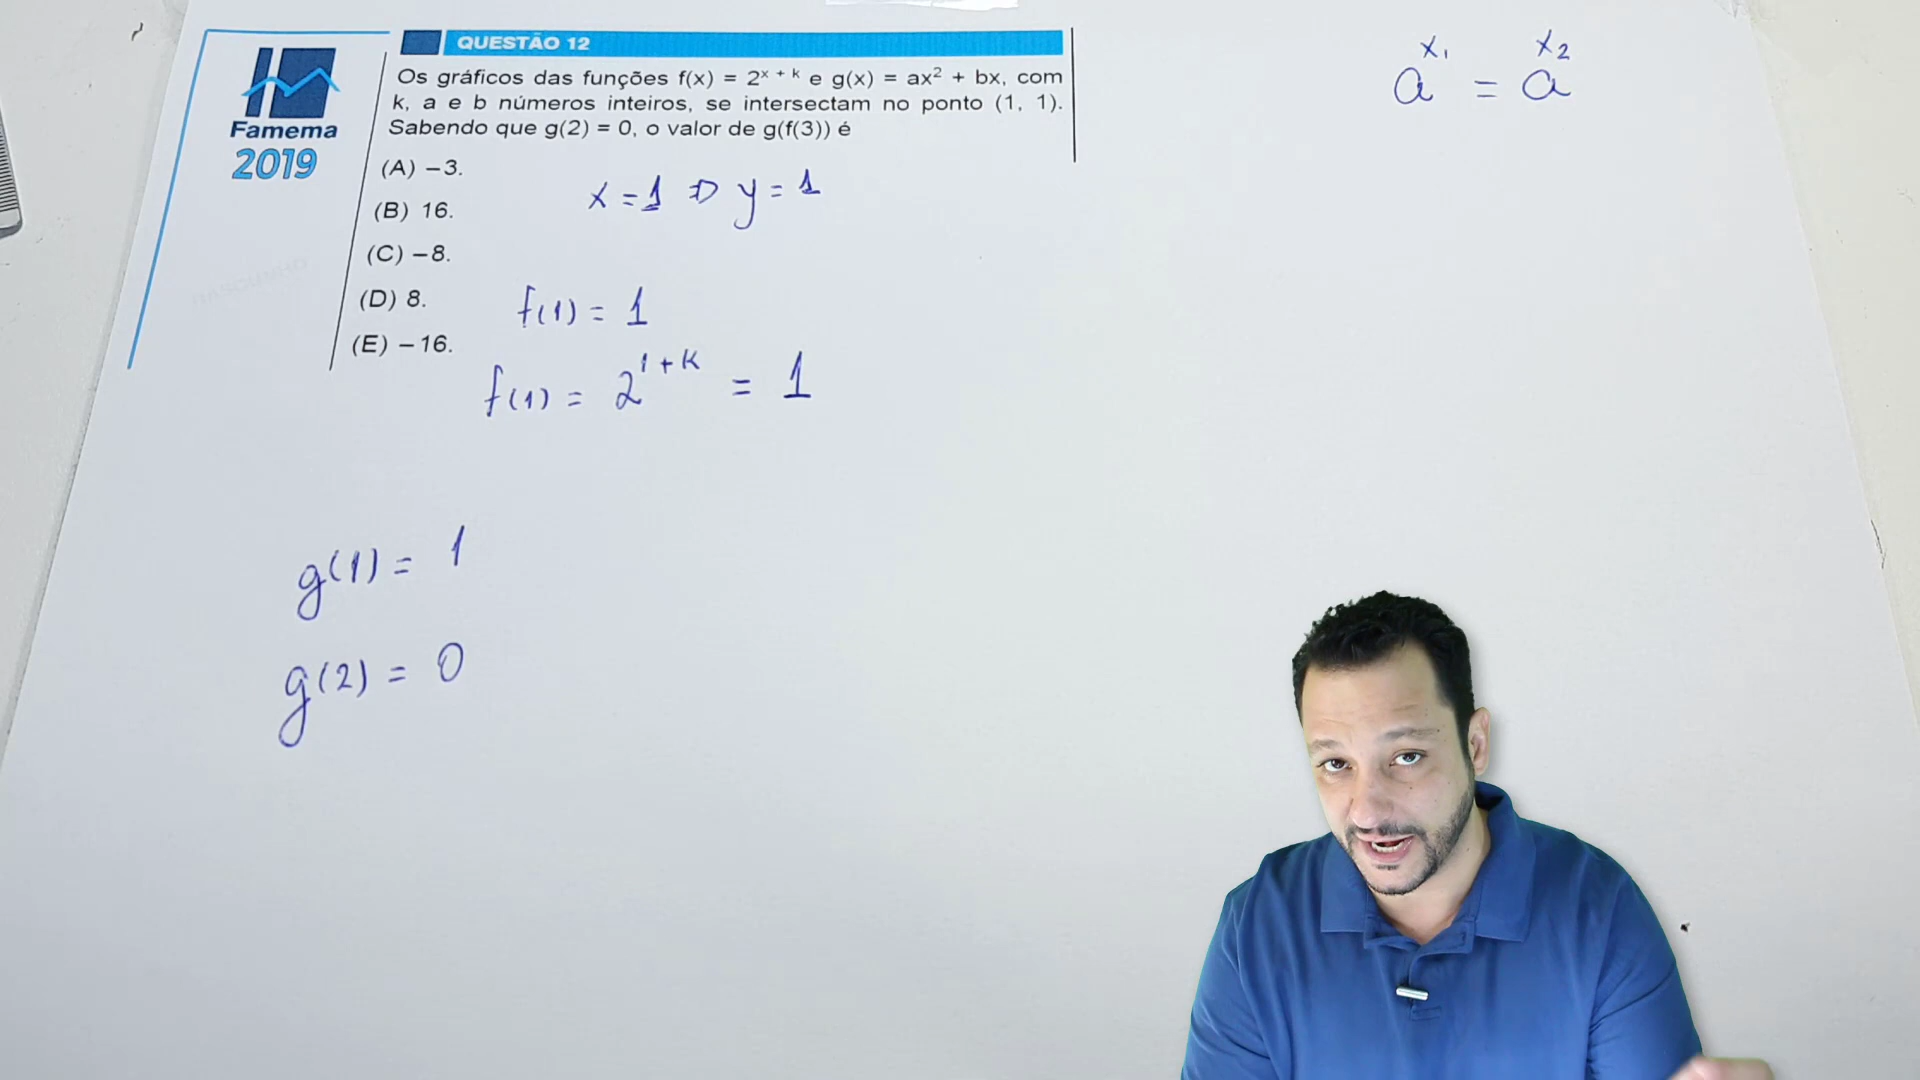 Famema
2019
QUESTÃO 12
Os gráficos das funções f(x) = 2^(x + k) e g(x) = ax² + bx, com
k, a e b números inteiros, se intersectam no ponto (1, 1).
Sabendo que g(2) = 0, o valor de g(f(3)) é
(A) –3.
(B) 16.
(C) –8.
(D) 8.
(E) –16.
x = 1 ⇒ y = 1
f(1) = 1
f(1) = 2^(1+k) = 1
g(1) = 1
g(2) = 0
a^x₁ = a^x₂